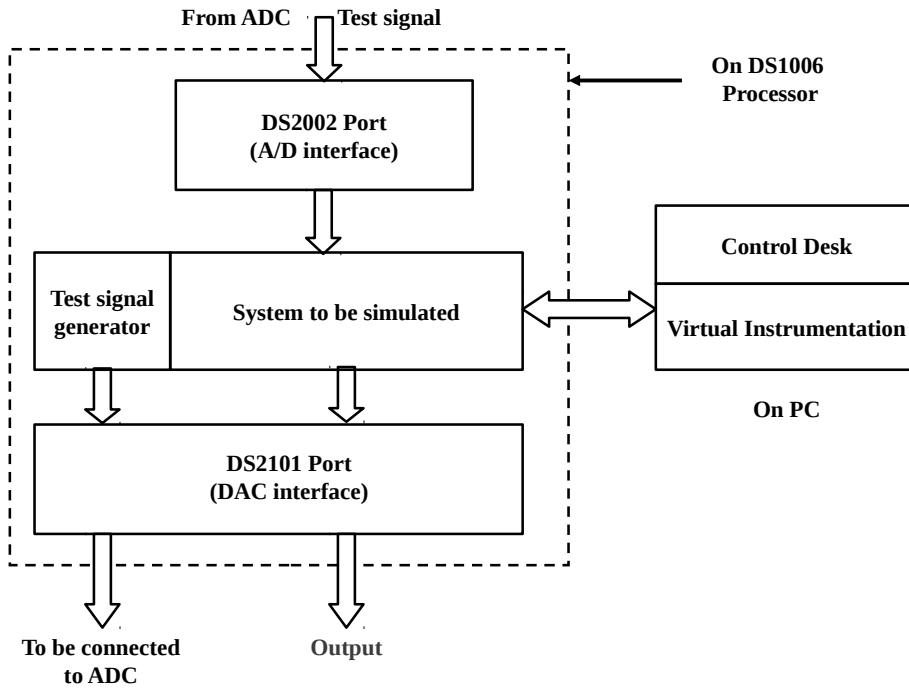 From ADC
Test signal
On DS1006
Processor
DS2002 Port
(A/D interface)
Test signal
generator
System to be simulated
Control Desk
Virtual Instrumentation
On PC
DS2101 Port
(DAC interface)
To be connected
to ADC
Output